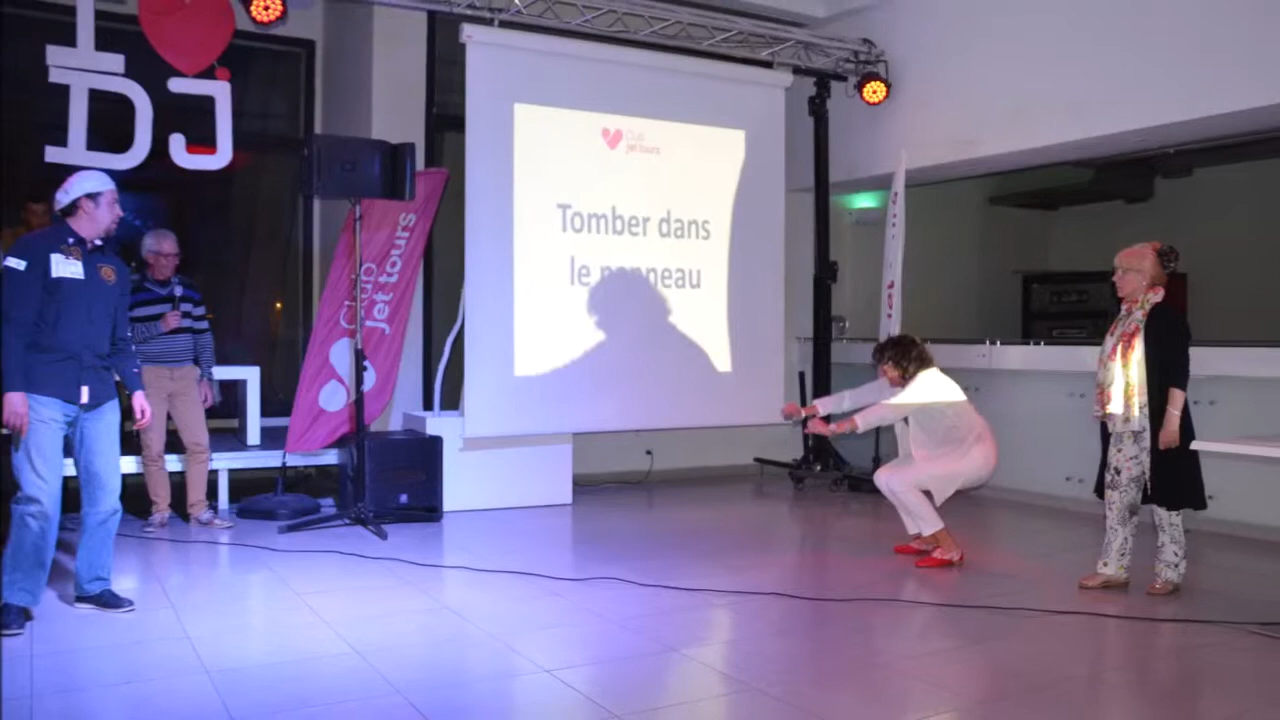 I
DJ
Club
Jet tours
Club
Jet tours
Tomber dans
le panneau